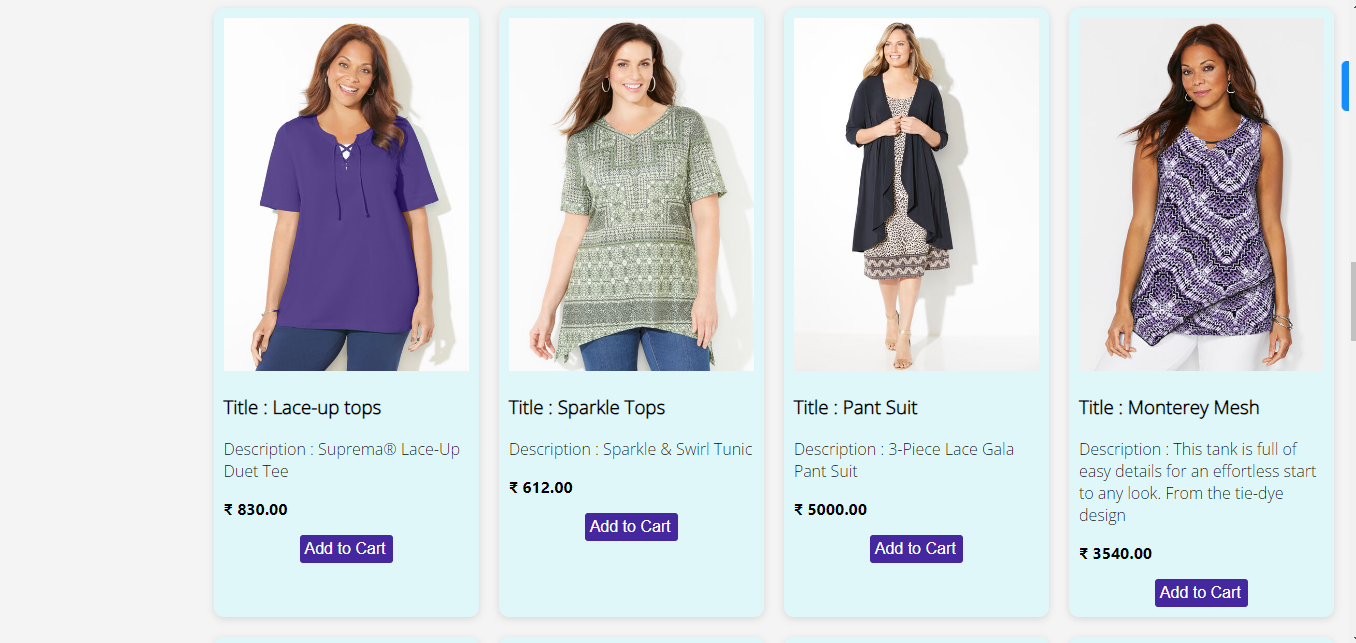 Title : Lace-up tops
Description : Suprema® Lace-Up
Duet Tee
₹ 830.00
Add to Cart
Title : Sparkle Tops
Description : Sparkle & Swirl Tunic
₹ 612.00
Add to Cart
Title : Pant Suit
Description : 3-Piece Lace Gala
Pant Suit
₹ 5000.00
Add to Cart
Title : Monterey Mesh
Description : This tank is full of
easy details for an effortless start
to any look. From the tie-dye
design
₹ 3540.00
Add to Cart